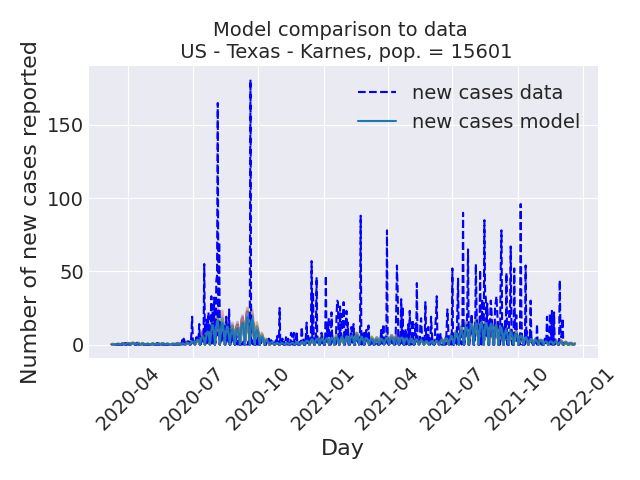 Model comparison to data
US - Texas - Karnes, pop. = 15601
Number of new cases reported
new cases data
new cases model
150
100
50
0
2020-04
2020-07
2020-10
2021-01
2021-04
2021-07
2021-10
2022-01
Day